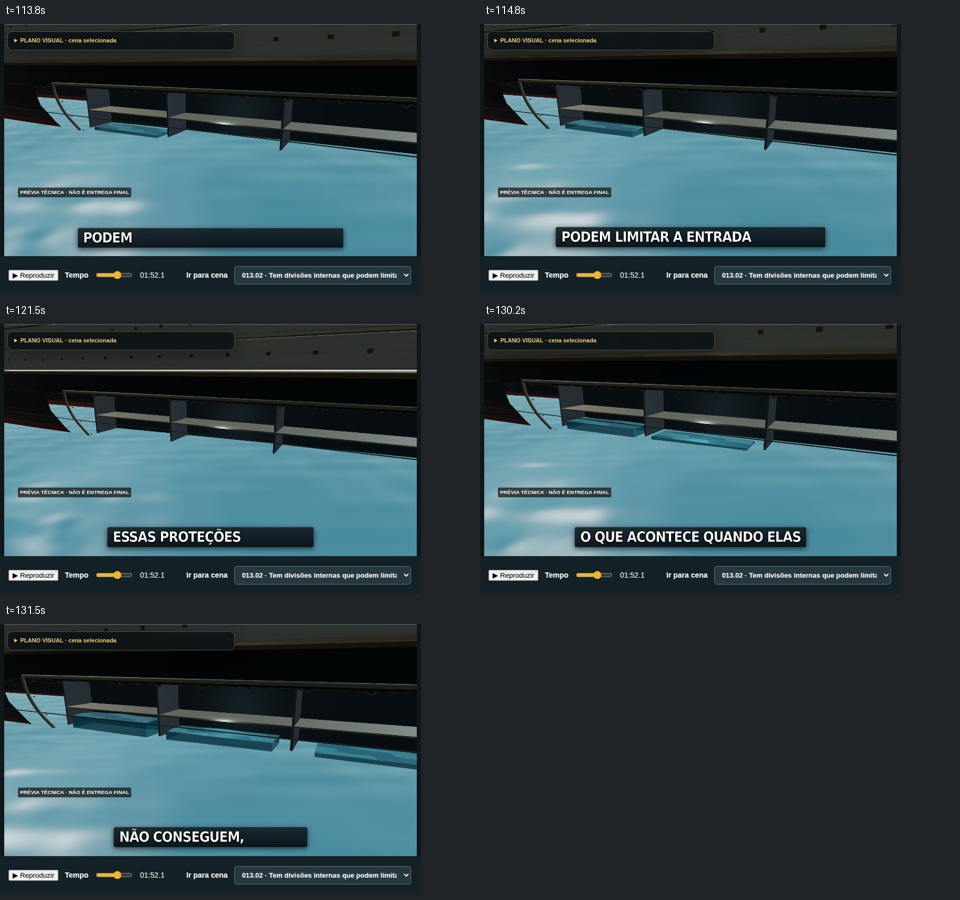 t=113.8s
▸ PLANO VISUAL · cena selecionada
PRÉVIA TÉCNICA · NÃO É ENTREGA FINAL
PODEM
▶ Reproduzir Tempo 01:52.1 Ir para cena 013.02 · Tem divisões internas que podem limita
t=114.8s
▸ PLANO VISUAL · cena selecionada
PRÉVIA TÉCNICA · NÃO É ENTREGA FINAL
PODEM LIMITAR A ENTRADA
▶ Reproduzir Tempo 01:52.1 Ir para cena 013.02 · Tem divisões internas que podem limita
t=121.5s
▸ PLANO VISUAL · cena selecionada
PRÉVIA TÉCNICA · NÃO É ENTREGA FINAL
ESSAS PROTEÇÕES
▶ Reproduzir Tempo 01:52.1 Ir para cena 013.02 · Tem divisões internas que podem limita
t=130.2s
▸ PLANO VISUAL · cena selecionada
PRÉVIA TÉCNICA · NÃO É ENTREGA FINAL
O QUE ACONTECE QUANDO ELAS
▶ Reproduzir Tempo 01:52.1 Ir para cena 013.02 · Tem divisões internas que podem limita
t=131.5s
▸ PLANO VISUAL · cena selecionada
PRÉVIA TÉCNICA · NÃO É ENTREGA FINAL
NÃO CONSEGUEM,
▶ Reproduzir Tempo 01:52.1 Ir para cena 013.02 · Tem divisões internas que podem limita